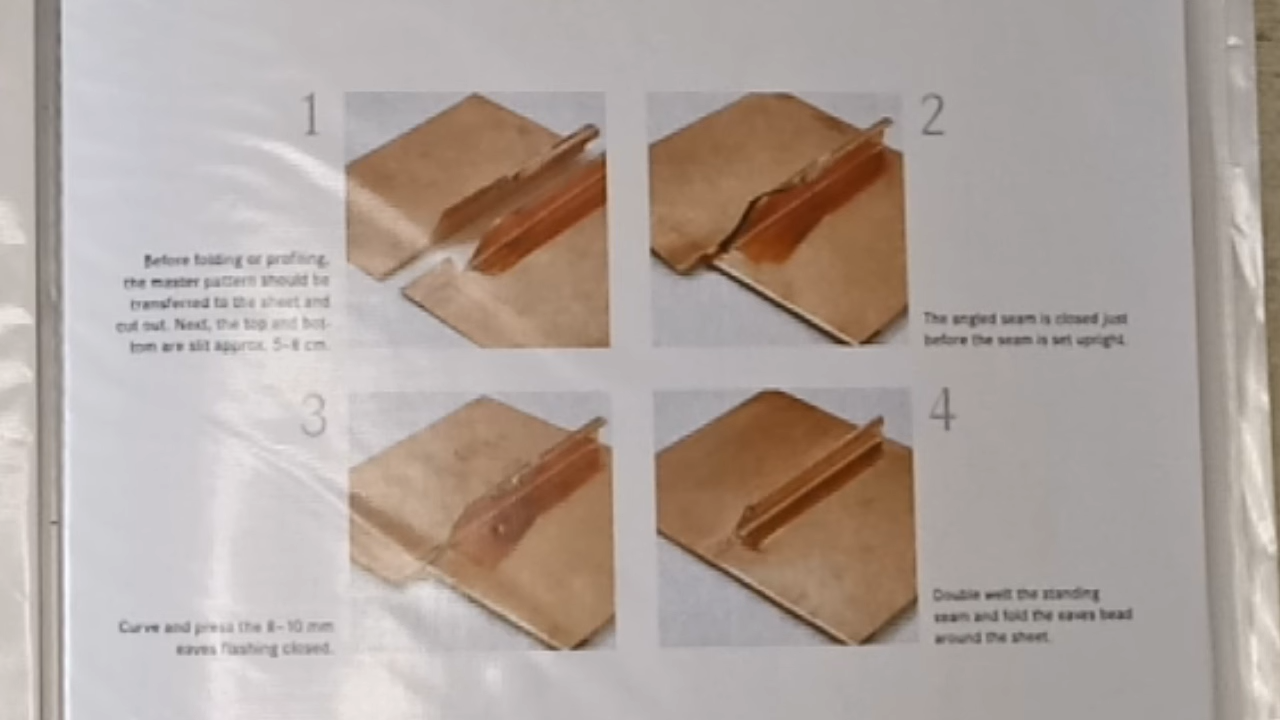 1
Before folding or profiling,
the master pattern should be
transferred to the sheet and
cut out. Next, the top and bot-
tom are slit approx. 5-8 cm.
2
The angled seam is closed just
before the seam is set upright.
3
Curve and press the 8-10 mm
eaves flashing closed.
4
Double welt the standing
seam and fold the eaves bead
around the sheet.